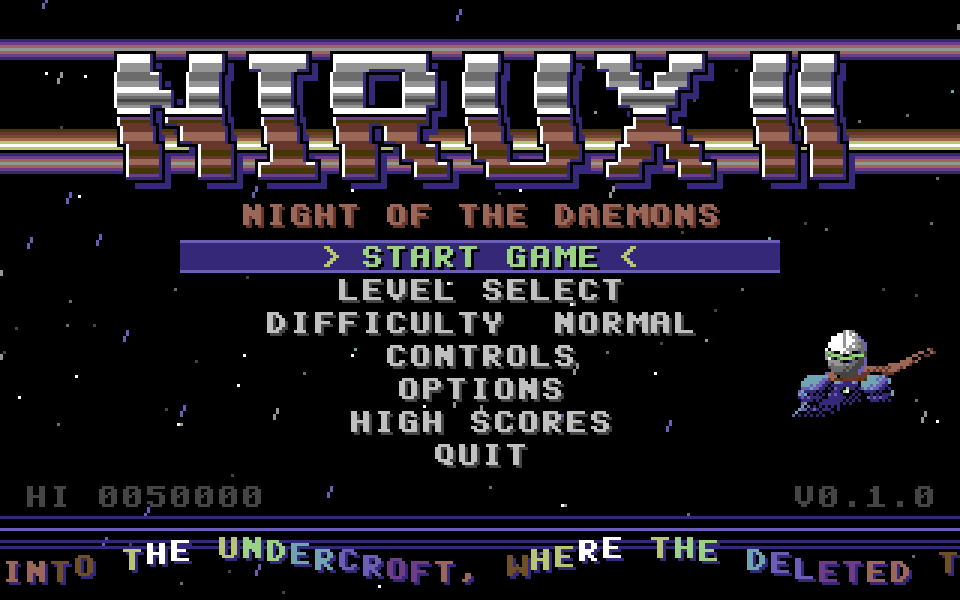 NIRUX II
NIGHT OF THE DAEMONS
> START GAME <
LEVEL SELECT
DIFFICULTY NORMAL
CONTROLS
OPTIONS
HIGH SCORES
QUIT
HI 0050000 V0.1.0
INTO THE UNDERCROFT, WHERE THE DELETED T